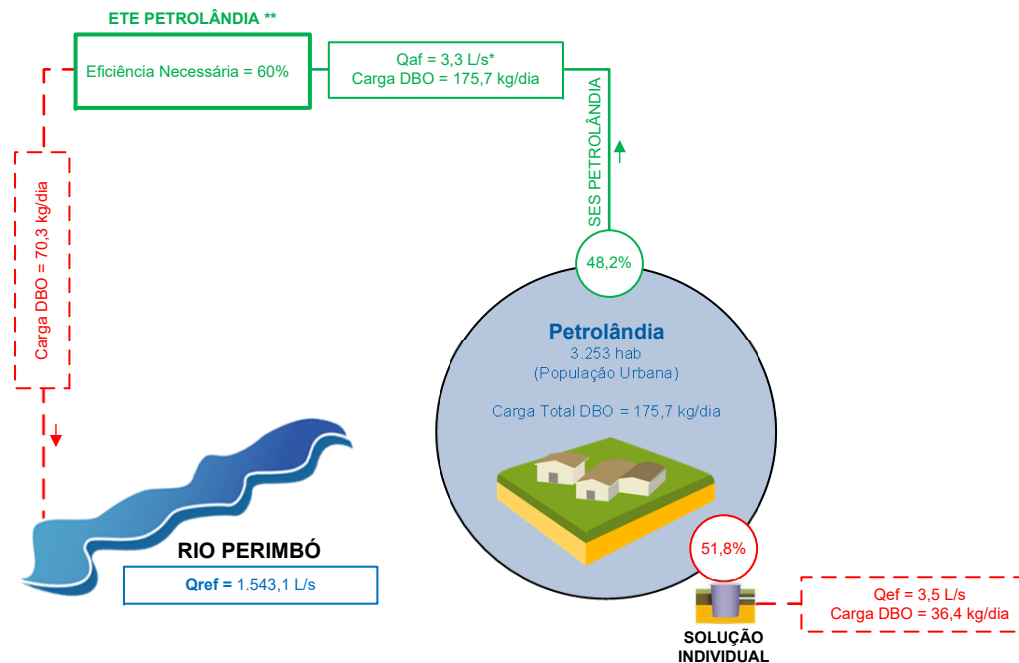 ETE PETROLÂNDIA **
Eficiência Necessária = 60%
Qaf = 3,3 L/s*
Carga DBO = 175,7 kg/dia
SES PETROLÂNDIA
Carga DBO = 70,3 kg/dia
48,2%
Petrolândia
3.253 hab
(População Urbana)
Carga Total DBO = 175,7 kg/dia
RIO PERIMBÓ
Qref = 1.543,1 L/s
51,8%
SOLUÇÃO
INDIVIDUAL
Qef = 3,5 L/s
Carga DBO = 36,4 kg/dia